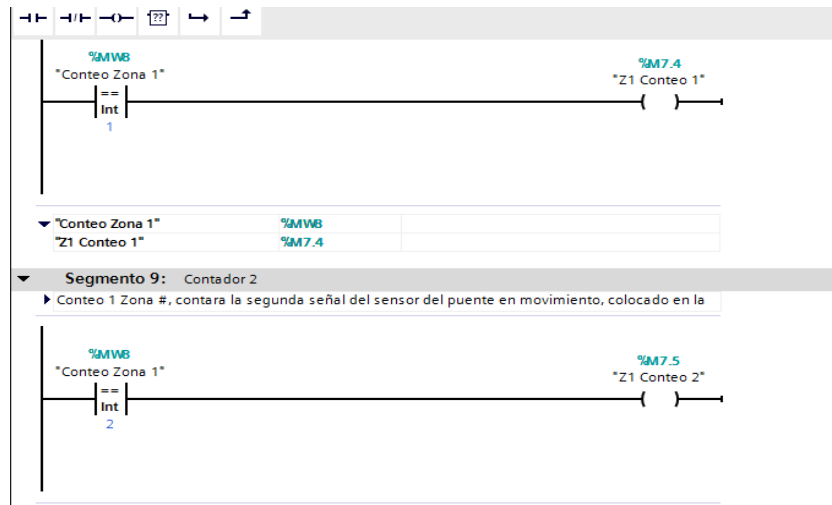 ??
%MW8
"Conteo Zona 1"
==
Int
1
%M7.4
"Z1 Conteo 1"
"Conteo Zona 1" %MW8
"Z1 Conteo 1" %M7.4
Segmento 9: Contador 2
Conteo 1 Zona #, contara la segunda señal del sensor del puente en movimiento, colocado en la
%MW8
"Conteo Zona 1"
==
Int
2
%M7.5
"Z1 Conteo 2"